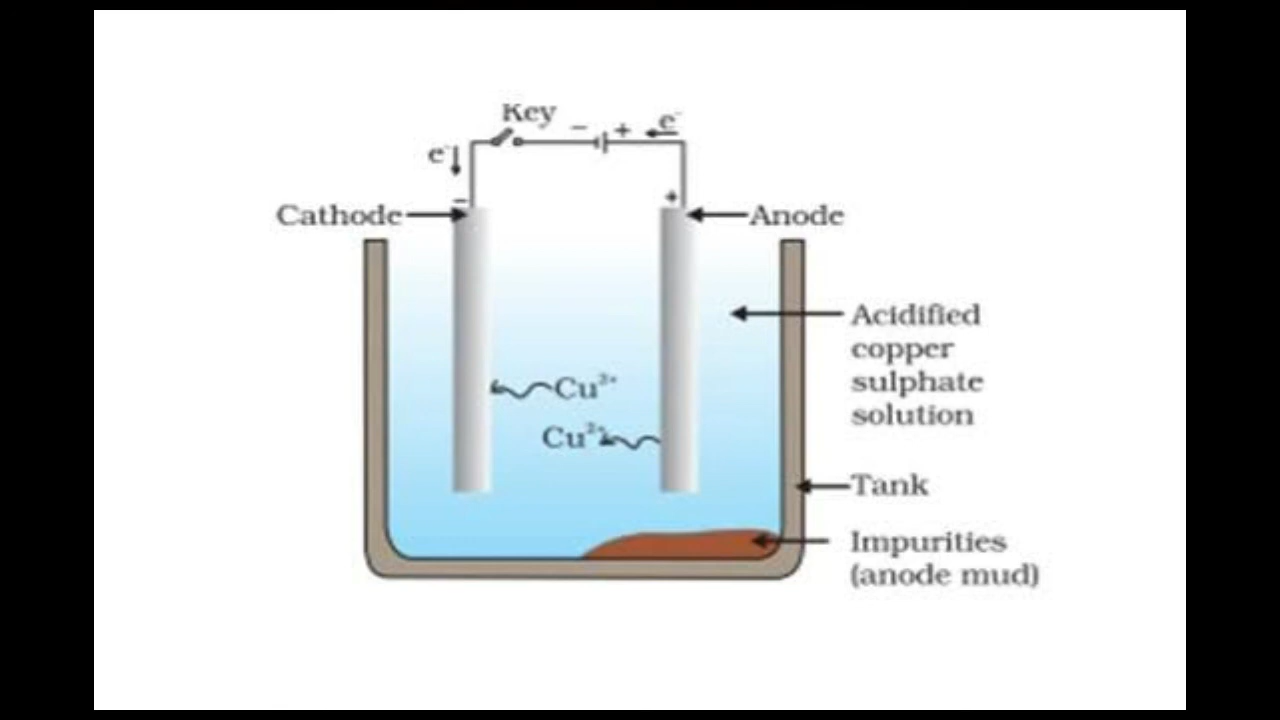 Key
− + e⁻
e⁻
− +
Cathode
Anode
Acidified
copper
sulphate
solution
Cu²⁺
Cu²⁺
Tank
Impurities
(anode mud)